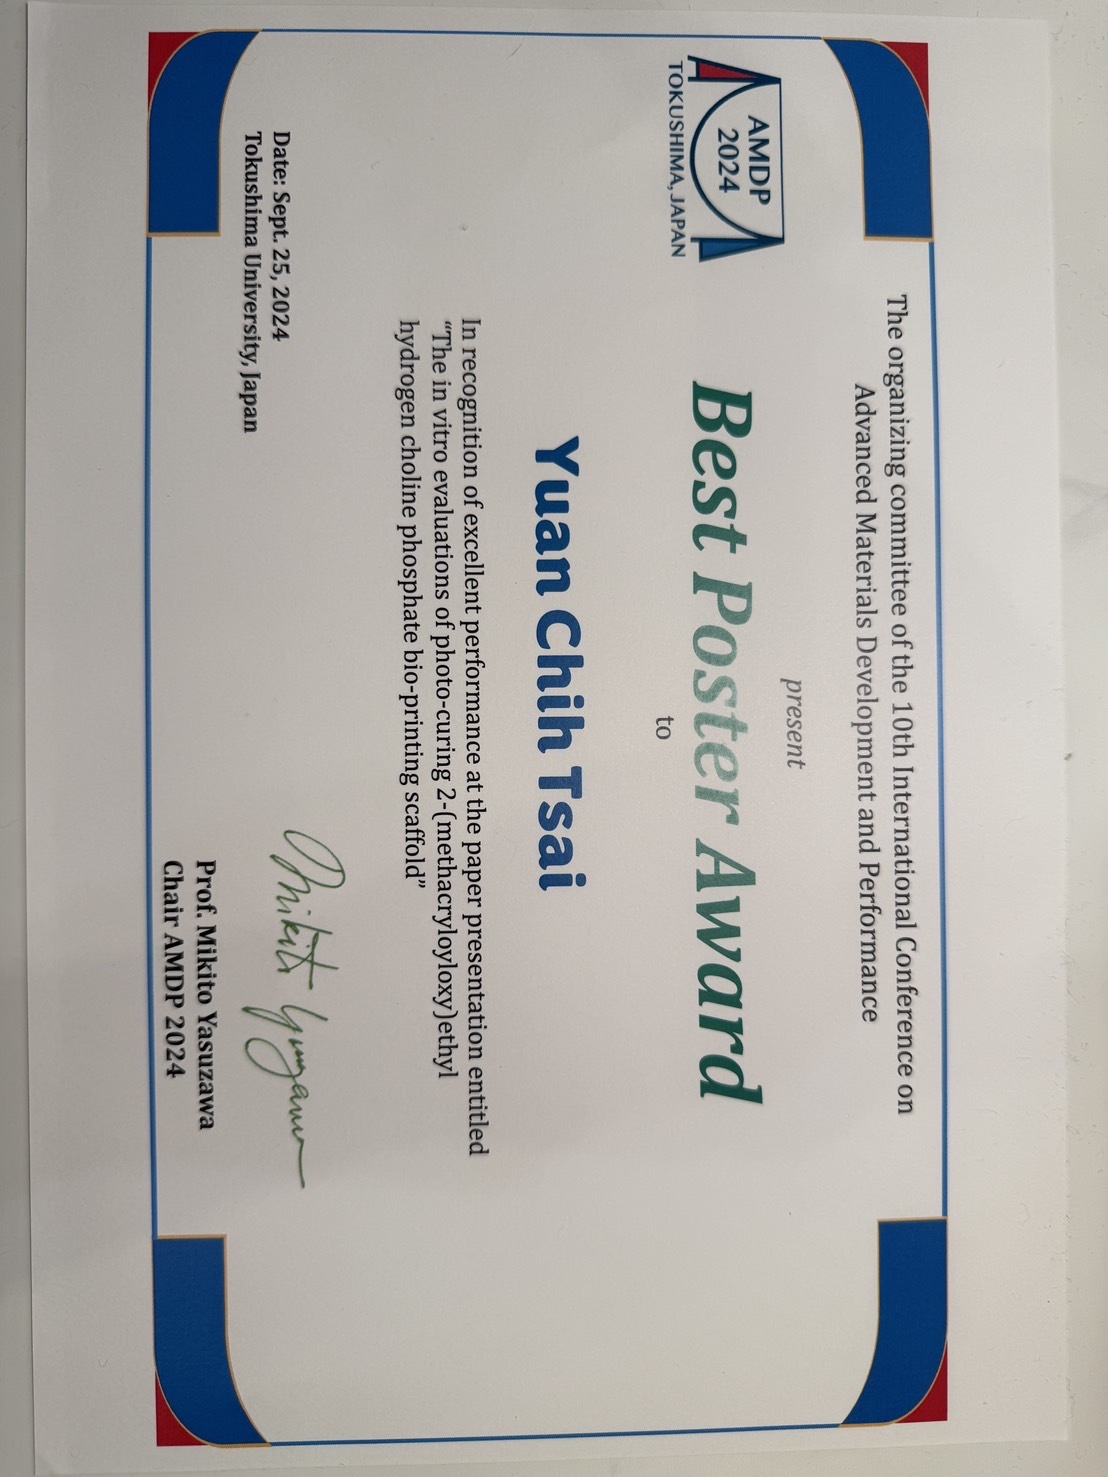 The organizing committee of the 10th International Conference on
Advanced Materials Development and Performance
AMDP
2024
TOKUSHIMA, JAPAN
present
Best Poster Award
to
Yuan Chih Tsai
In recognition of excellent performance at the paper presentation entitled
“The in vitro evaluations of photo-curing 2-(methacryloyloxy)ethyl
hydrogen choline phosphate bio-printing scaffold”
Date: Sept. 25, 2024
Tokushima University, Japan
Mikito Yasuzawa
Prof. Mikito Yasuzawa
Chair AMDP 2024